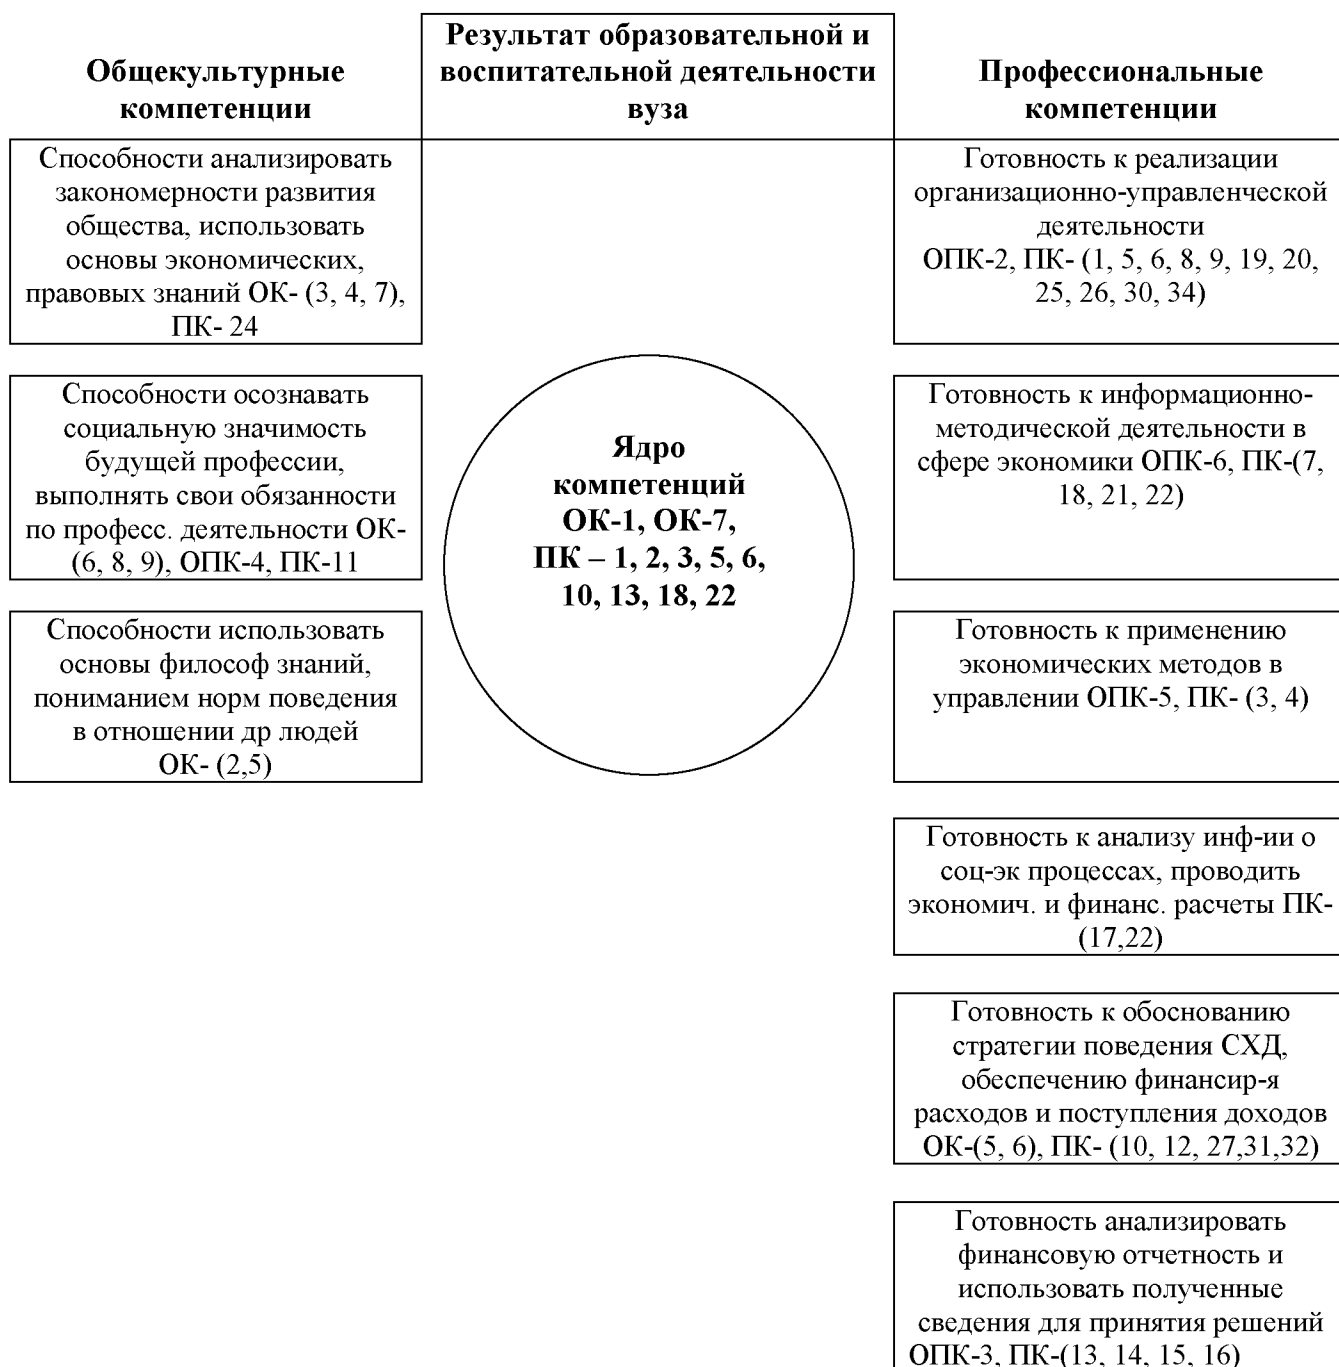 Общекультурные
компетенции
Способности анализировать
закономерности развития
общества, использовать
основы экономических,
правовых знаний ОК- (3, 4, 7),
ПК- 24
Способности осознавать
социальную значимость
будущей профессии,
выполнять свои обязанности
по професс. деятельности ОК-
(6, 8, 9), ОПК-4, ПК-11
Способности использовать
основы философ знаний,
пониманием норм поведения
в отношении др людей
ОК- (2,5)
Результат образовательной и
воспитательной деятельности
вуза
Ядро
компетенций
ОК-1, ОК-7,
ПК – 1, 2, 3, 5, 6,
10, 13, 18, 22
Профессиональные
компетенции
Готовность к реализации
организационно-управленческой
деятельности
ОПК-2, ПК- (1, 5, 6, 8, 9, 19, 20,
25, 26, 30, 34)
Готовность к информационно-
методической деятельности в
сфере экономики ОПК-6, ПК-(7,
18, 21, 22)
Готовность к применению
экономических методов в
управлении ОПК-5, ПК- (3, 4)
Готовность к анализу инф-ии о
соц-эк процессах, проводить
экономич. и финанс. расчеты ПК-
(17,22)
Готовность к обоснованию
стратегии поведения СХД,
обеспечению финансир-я
расходов и поступления доходов
ОК-(5, 6), ПК- (10, 12, 27,31,32)
Готовность анализировать
финансовую отчетность и
использовать полученные
сведения для принятия решений
ОПК-3, ПК-(13, 14, 15, 16)